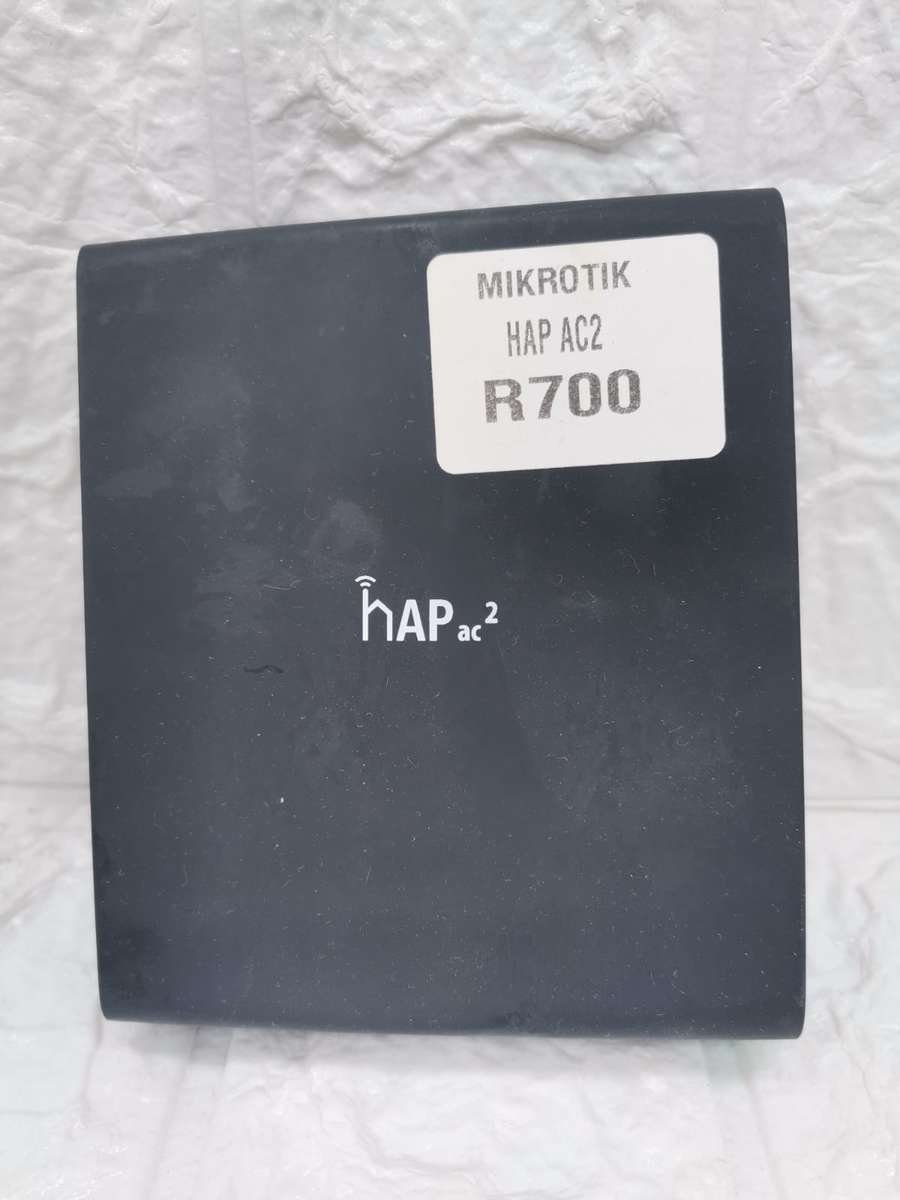 MIKROTIK
HAP AC2
R700
hAP ac²